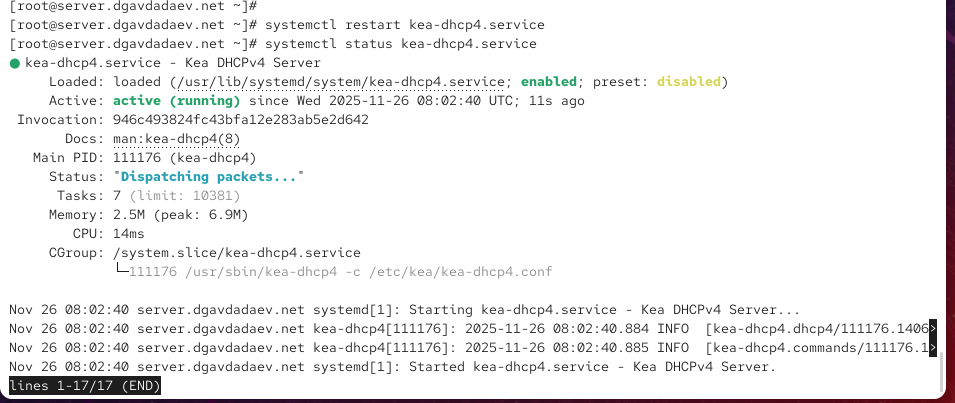 [root@server.dgavdadaev.net ~]#
[root@server.dgavdadaev.net ~]# systemctl restart kea-dhcp4.service
[root@server.dgavdadaev.net ~]# systemctl status kea-dhcp4.service
● kea-dhcp4.service - Kea DHCPv4 Server
     Loaded: loaded (/usr/lib/systemd/system/kea-dhcp4.service; enabled; preset: disabled)
     Active: active (running) since Wed 2025-11-26 08:02:40 UTC; 11s ago
 Invocation: 946c493824fc43bfa12e283ab5e2d642
       Docs: man:kea-dhcp4(8)
   Main PID: 111176 (kea-dhcp4)
     Status: "Dispatching packets..."
      Tasks: 7 (limit: 10381)
     Memory: 2.5M (peak: 6.9M)
        CPU: 14ms
     CGroup: /system.slice/kea-dhcp4.service
             └─111176 /usr/sbin/kea-dhcp4 -c /etc/kea/kea-dhcp4.conf
Nov 26 08:02:40 server.dgavdadaev.net systemd[1]: Starting kea-dhcp4.service - Kea DHCPv4 Server...
Nov 26 08:02:40 server.dgavdadaev.net kea-dhcp4[111176]: 2025-11-26 08:02:40.884 INFO  [kea-dhcp4.dhcp4/111176.1406>
Nov 26 08:02:40 server.dgavdadaev.net kea-dhcp4[111176]: 2025-11-26 08:02:40.885 INFO  [kea-dhcp4.commands/111176.1>
Nov 26 08:02:40 server.dgavdadaev.net systemd[1]: Started kea-dhcp4.service - Kea DHCPv4 Server.
lines 1-17/17 (END)